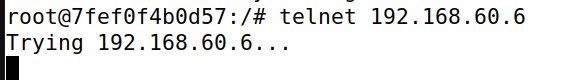 root@7fef0f4b0d57:/# telnet 192.168.60.6
Trying 192.168.60.6...